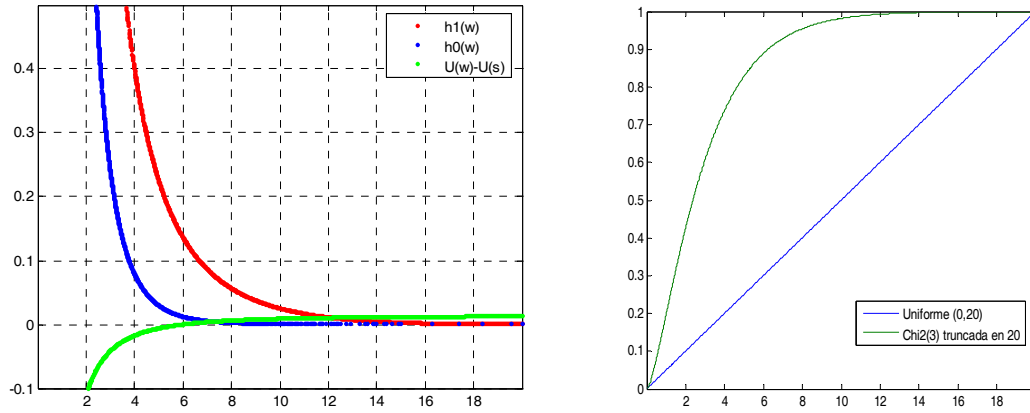 0.4
0.3
0.2
0.1
0
-0.1
2 4 6 8 10 12 14 16 18
h1(w)
h0(w)
U(w)-U(s)
1
0.9
0.8
0.7
0.6
0.5
0.4
0.3
0.2
0.1
0
2 4 6 8 10 12 14 16 18
Uniforme (0,20)
Chi2(3) truncada en 20